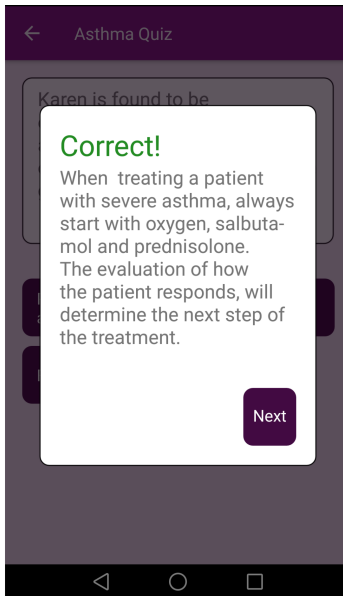 Asthma Quiz
Karen is found to be
Correct!
When treating a patient
with severe asthma, always
start with oxygen, salbuta-
mol and prednisolone.
The evaluation of how
the patient responds, will
determine the next step of
the treatment.
Next